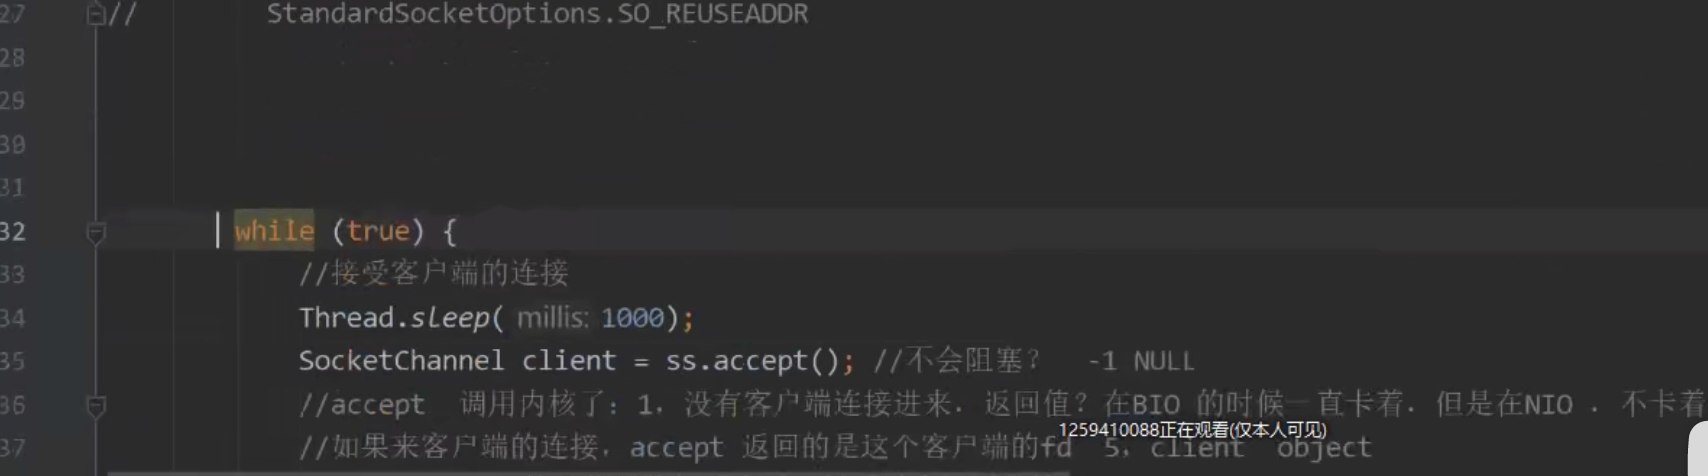 27 // StandardSocketOptions.SO_REUSEADDR
28
29
30
31
32 while (true) {
33 //接受客户端的连接
34 Thread.sleep( millis: 1000);
35 SocketChannel client = ss.accept(); //不会阻塞? -1 NULL
36 //accept 调用内核了:1,没有客户端连接进来.返回值?在BIO 的时候一直卡着.但是在NIO . 不卡着
1259410088正在观看(仅本人可见)
37 //如果来客户端的连接,accept 返回的是这个客户端的fd 5,client object